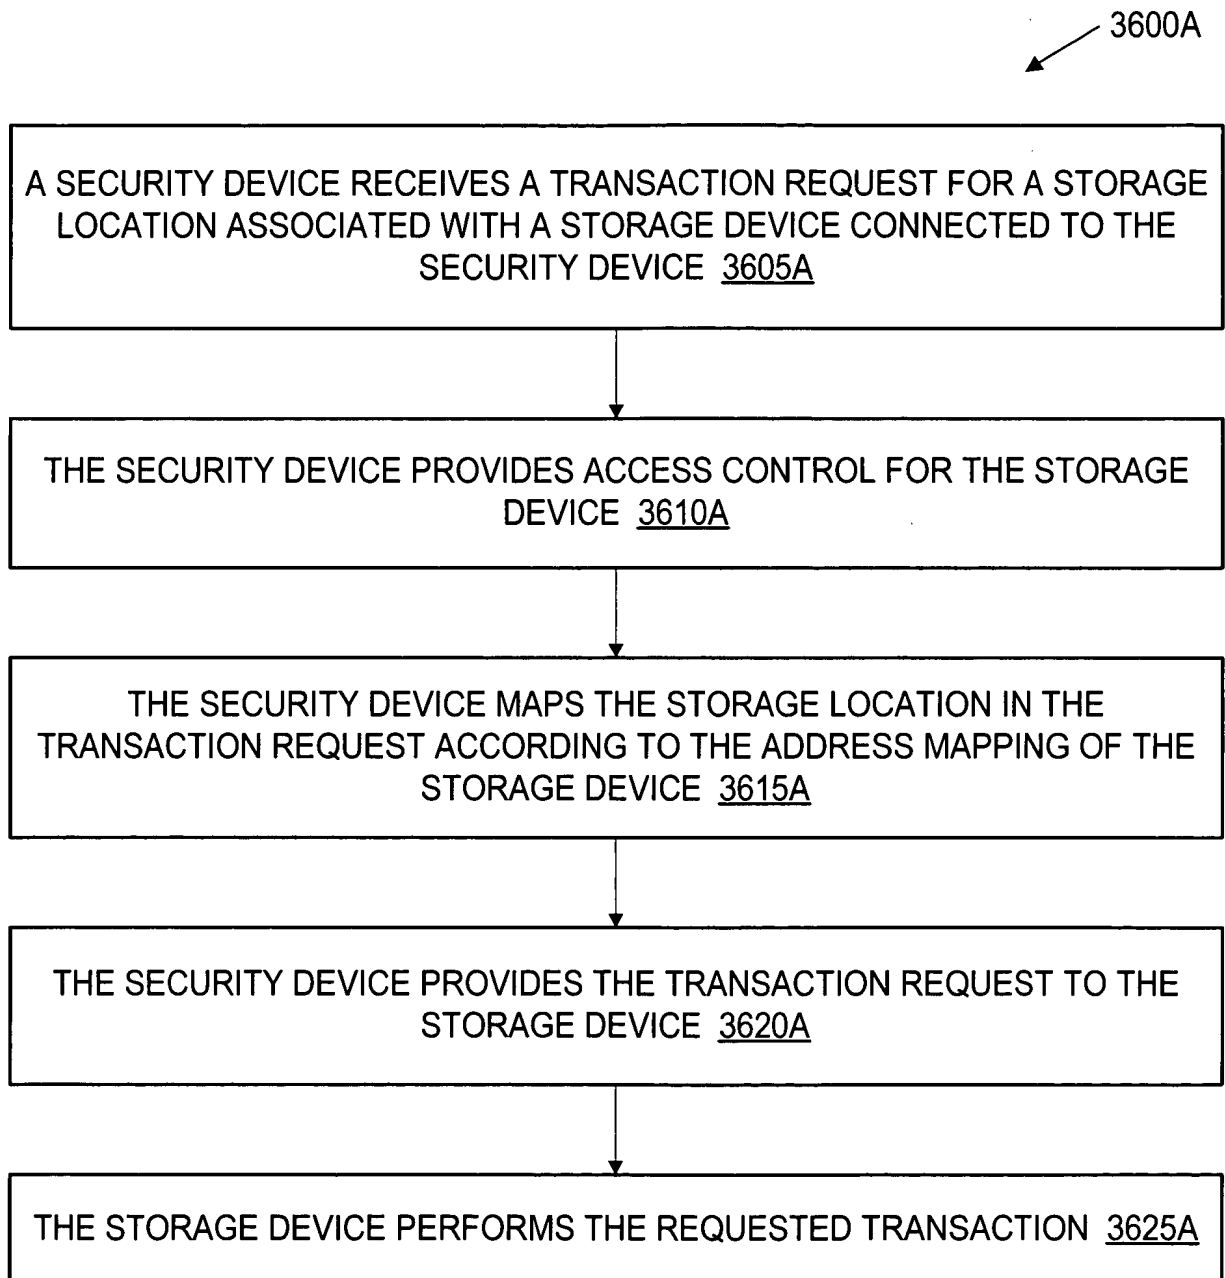 3600A
A SECURITY DEVICE RECEIVES A TRANSACTION REQUEST FOR A STORAGE
LOCATION ASSOCIATED WITH A STORAGE DEVICE CONNECTED TO THE
SECURITY DEVICE 3605A
THE SECURITY DEVICE PROVIDES ACCESS CONTROL FOR THE STORAGE
DEVICE 3610A
THE SECURITY DEVICE MAPS THE STORAGE LOCATION IN THE
TRANSACTION REQUEST ACCORDING TO THE ADDRESS MAPPING OF THE
STORAGE DEVICE 3615A
THE SECURITY DEVICE PROVIDES THE TRANSACTION REQUEST TO THE
STORAGE DEVICE 3620A
THE STORAGE DEVICE PERFORMS THE REQUESTED TRANSACTION 3625A